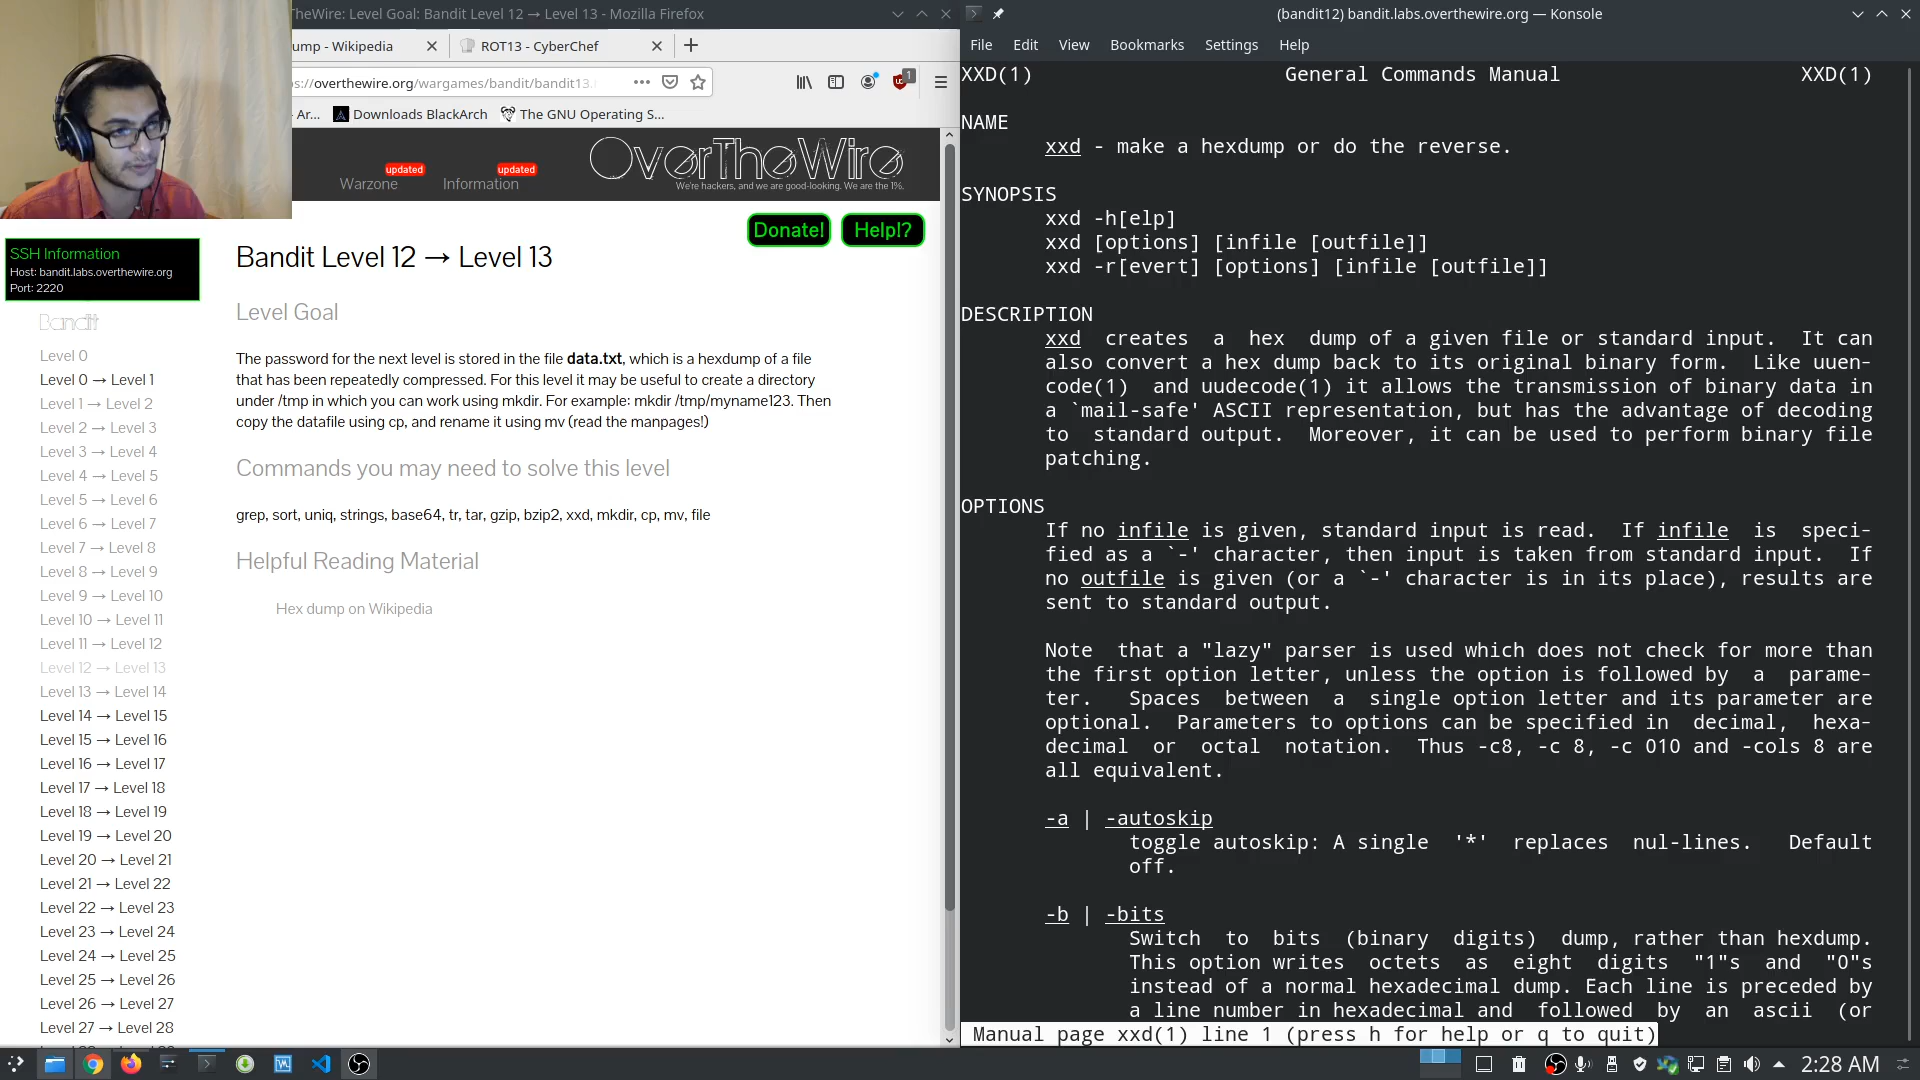 TheWire: Level Goal: Bandit Level 12 → Level 13 - Mozilla Firefox
ump - Wikipedia
ROT13 - CyberChef
s://overthewire.org/wargames/bandit/bandit13.
1
- Ar...
Downloads BlackArch
The GNU Operating S...
updated
updated
Warzone
Information
OverTheWire
We're hackers, and we are good-looking. We are the 1%.
Donate!
Help!?
SSH Information
Host: bandit.labs.overthewire.org
Port: 2220
Bandit
Level 0
Level 0 → Level 1
Level 1 → Level 2
Level 2 → Level 3
Level 3 → Level 4
Level 4 → Level 5
Level 5 → Level 6
Level 6 → Level 7
Level 7 → Level 8
Level 8 → Level 9
Level 9 → Level 10
Level 10 → Level 11
Level 11 → Level 12
Level 12 → Level 13
Level 13 → Level 14
Level 14 → Level 15
Level 15 → Level 16
Level 16 → Level 17
Level 17 → Level 18
Level 18 → Level 19
Level 19 → Level 20
Level 20 → Level 21
Level 21 → Level 22
Level 22 → Level 23
Level 23 → Level 24
Level 24 → Level 25
Level 25 → Level 26
Level 26 → Level 27
Level 27 → Level 28
Bandit Level 12 → Level 13
Level Goal
The password for the next level is stored in the file data.txt, which is a hexdump of a file
that has been repeatedly compressed. For this level it may be useful to create a directory
under /tmp in which you can work using mkdir. For example: mkdir /tmp/myname123. Then
copy the datafile using cp, and rename it using mv (read the manpages!)
Commands you may need to solve this level
grep, sort, uniq, strings, base64, tr, tar, gzip, bzip2, xxd, mkdir, cp, mv, file
Helpful Reading Material
Hex dump on Wikipedia
(bandit12) bandit.labs.overthewire.org — Konsole
File Edit View Bookmarks Settings Help
XXD(1) General Commands Manual XXD(1)
NAME
xxd - make a hexdump or do the reverse.
SYNOPSIS
xxd -h[elp]
xxd [options] [infile [outfile]]
xxd -r[evert] [options] [infile [outfile]]
DESCRIPTION
xxd creates a hex dump of a given file or standard input. It can
also convert a hex dump back to its original binary form. Like uuen-
code(1) and uudecode(1) it allows the transmission of binary data in
a `mail-safe' ASCII representation, but has the advantage of decoding
to standard output. Moreover, it can be used to perform binary file
patching.
OPTIONS
If no infile is given, standard input is read. If infile is speci-
fied as a `-' character, then input is taken from standard input. If
no outfile is given (or a `-' character is in its place), results are
sent to standard output.
Note that a "lazy" parser is used which does not check for more than
the first option letter, unless the option is followed by a parame-
ter. Spaces between a single option letter and its parameter are
optional. Parameters to options can be specified in decimal, hexa-
decimal or octal notation. Thus -c8, -c 8, -c 010 and -cols 8 are
all equivalent.
-a | -autoskip
toggle autoskip: A single '*' replaces nul-lines. Default
off.
-b | -bits
Switch to bits (binary digits) dump, rather than hexdump.
This option writes octets as eight digits "1"s and "0"s
instead of a normal hexadecimal dump. Each line is preceded by
a line number in hexadecimal and followed by an ascii (or
Manual page xxd(1) line 1 (press h for help or q to quit)
2:28 AM